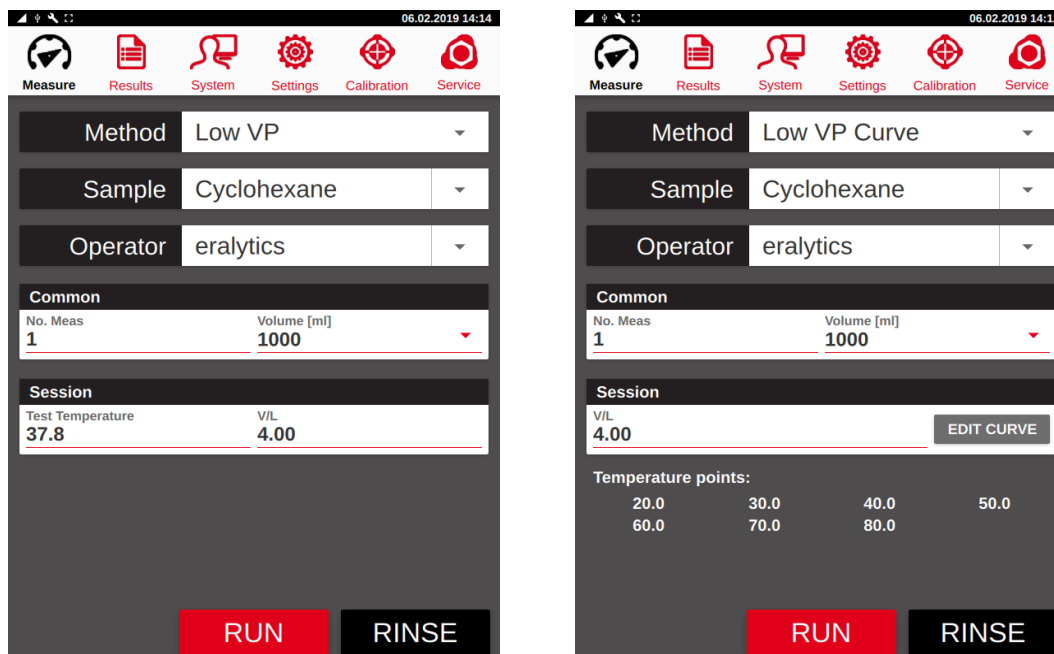 06.02.2019 14:14
Measure Results System Settings Calibration Service
Method Low VP
Sample Cyclohexane
Operator eralytics
Common
No. Meas Volume [ml]
1 1000
Session
Test Temperature V/L
37.8 4.00
RUN RINSE
06.02.2019 14:1
Measure Results System Settings Calibration Service
Method Low VP Curve
Sample Cyclohexane
Operator eralytics
Common
No. Meas Volume [ml]
1 1000
Session
V/L
4.00 EDIT CURVE
Temperature points:
20.0 30.0 40.0 50.0
60.0 70.0 80.0
RUN RINSE